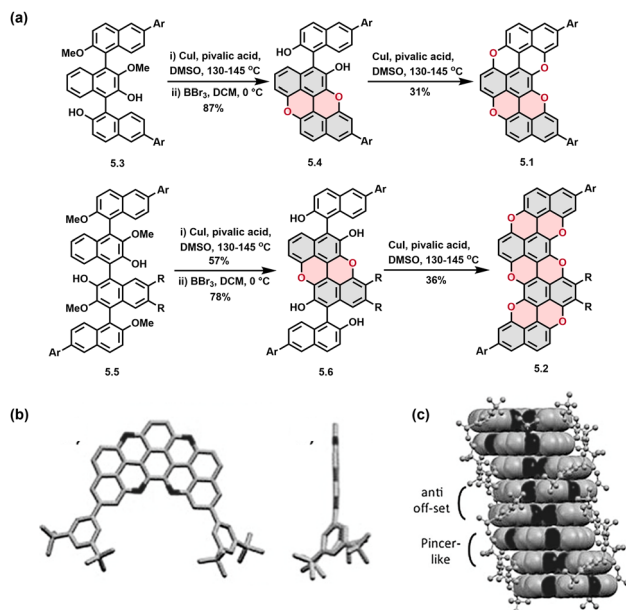 (a)
Ar
MeO
OMe
OH
HO
Ar
5.3
i) CuI, pivalic acid,
DMSO, 130-145 °C
ii) BBr3, DCM, 0 °C
87%
Ar
HO
OH
O
O
Ar
5.4
CuI, pivalic acid,
DMSO, 130-145 °C
31%
Ar
O
O
O
O
Ar
5.1
Ar
MeO
OMe
OH
HO
R
MeO
R
OMe
Ar
5.5
i) CuI, pivalic acid,
57%
DMSO, 130-145 °C
ii) BBr3, DCM, 0 °C
78%
Ar
HO
OH
O
O
R
HO
R
OH
Ar
5.6
CuI, pivalic acid,
DMSO, 130-145 °C
36%
Ar
O
O
O
R
O
R
O
O
Ar
5.2
(b)
(c)
anti
off-set
Pincer-
like